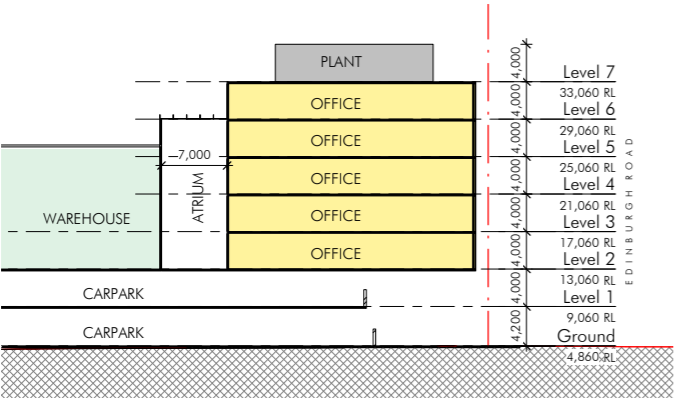 PLANT
4,000
Level 7
33,060 RL
OFFICE
4,000
Level 6
29,060 RL
OFFICE
4,000
Level 5
25,060 RL
7,000
OFFICE
4,000
Level 4
21,060 RL
ATRIUM
WAREHOUSE
OFFICE
4,000
Level 3
17,060 RL
OFFICE
4,000
Level 2
13,060 RL
CARPARK
4,000
Level 1
9,060 RL
CARPARK
4,200
Ground
4,860 RL
EDINBURGH ROAD